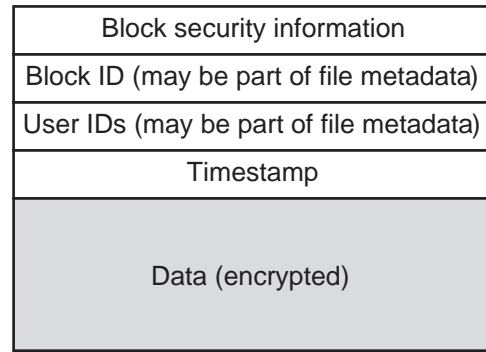 Block security information
Block ID (may be part of file metadata)
User IDs (may be part of file metadata)
Timestamp
Data (encrypted)